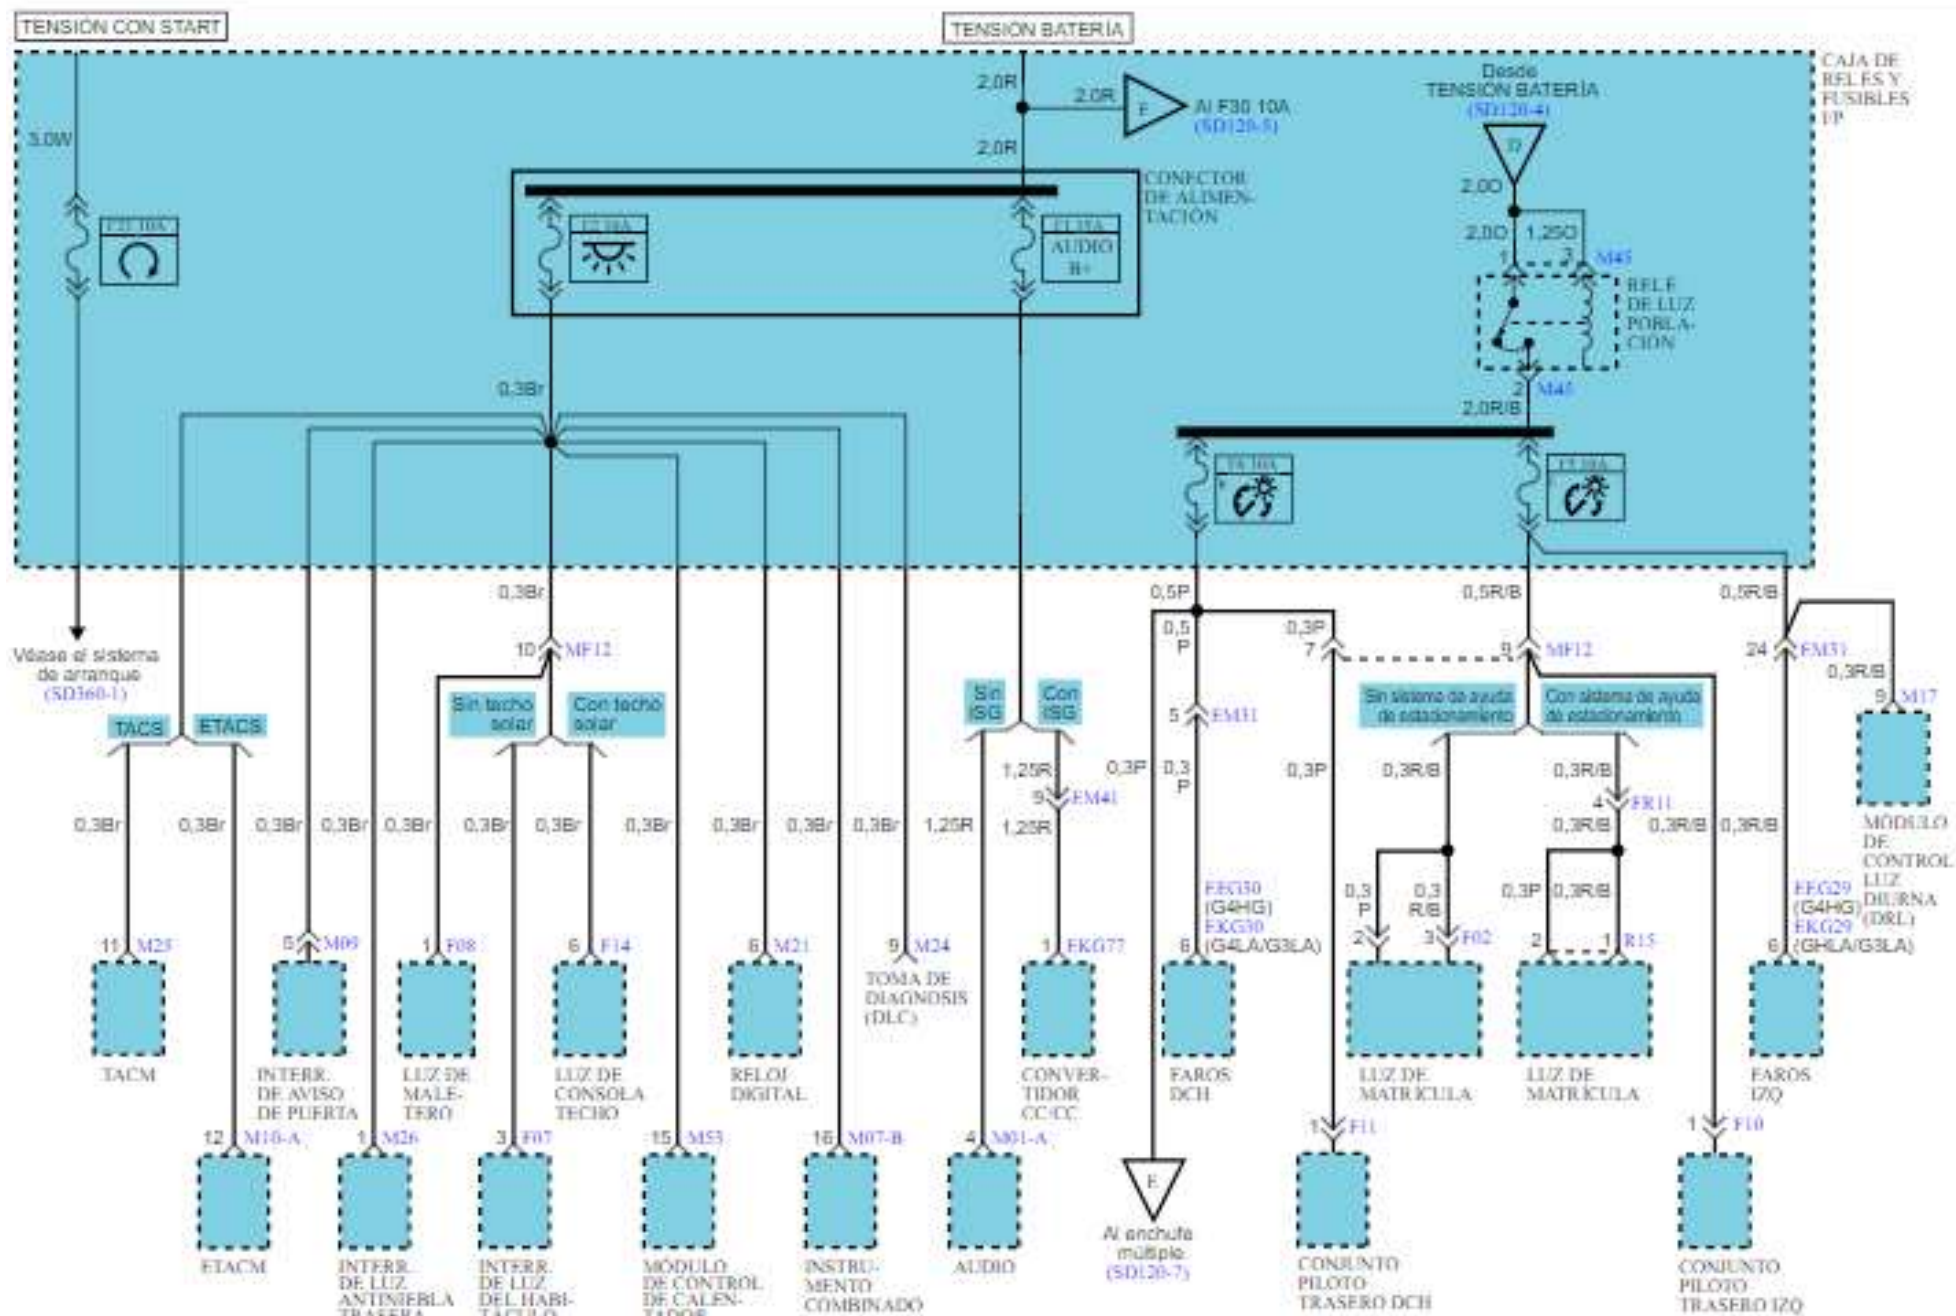 TENSIÓN CON START
TENSIÓN BATERÍA
CAJA DE
RELÉS Y
FUSIBLES
I/P
2,0R
2,0R
E
Al F30 10A
(SD120-5)
Desde
TENSIÓN BATERÍA
(SD120-4)
D
3.0W
2,0R
CONECTOR
DE ALIMEN-
TACIÓN
2,0O
2,0O
1,25O
1
3
M45
10A
F2 10A
F1 15A
AUDIO
B+
RELÉ
DE LUZ
POBLA-
CIÓN
2
M45
0,3Br
2,0R/B
10A
10A
0,3Br
0,5P
0,5R/B
0,5R/B
Véase el sistema
de arranque
(SD360-1)
10
MF12
0,5
P
0,3P
7
9
MF12
24
EM31
0,3R/B
9
M17
TACS
ETACS
Sin techo
solar
Con techo
solar
Sin
ISG
Con
ISG
5
EM31
Sin sistema de ayuda
de estacionamiento
Con sistema de ayuda
de estacionamiento
1,25R
9
EM41
0,3P
0,3
P
0,3P
0,3R/B
0,3R/B
4
FR11
0,3Br
0,3Br
0,3Br
0,3Br
0,3Br
0,3Br
0,3Br
0,3Br
0,3Br
0,3Br
0,3Br
1,25R
1,25R
0,3R/B
0,3R/B
0,3R/B
MÓDULO
DE
CONTROL
LUZ
DIURNA
(DRL)
EEG30
(G4HG)
EKG30
(G4LA/G3LA)
0,3
P
0,3
R/B
0,3P
0,3R/B
EEG29
(G4HG)
EKG29
(GHLA/G3LA)
11
M25
5
M09
1
F08
6
F14
6
M21
9
M24
1
EKG77
6
2
3
F02
2
1
R15
6
TOMA DE
DIAGNOSIS
(DLC)
TACM
INTERR.
DE AVISO
DE PUERTA
LUZ DE
MALE-
TERO
LUZ DE
CONSOLA
TECHO
RELOJ
DIGITAL
CONVER-
TIDOR
CC/CC
FAROS
DCH
LUZ DE
MATRÍCULA
LUZ DE
MATRÍCULA
FAROS
IZQ
12
M10-A
1
M26
3
F07
15
M53
16
M07-B
4
M01-A
1
F11
1
F10
E
Al enchufe
múltiple
(SD120-7)
ETACM
INTERR.
DE LUZ
ANTINIEBLA
TRASERA
INTERR.
DE LUZ
DEL HABI-
TÁCULO
MÓDULO
DE CONTROL
DE CALEN-
TADOR
INSTRU-
MENTO
COMBINADO
AUDIO
CONJUNTO
PILOTO
TRASERO DCH
CONJUNTO
PILOTO
TRASERO IZQ